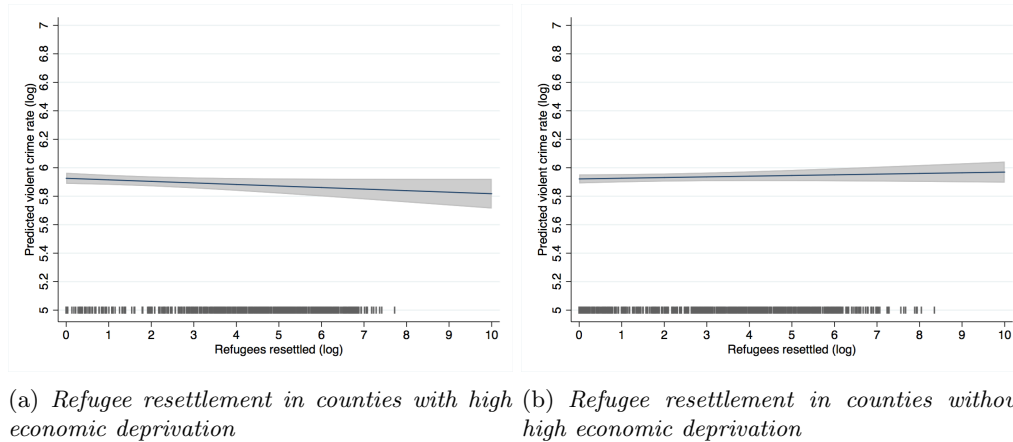 7
6.8
6.6
6.4
6.2
6
5.8
5.6
5.4
5.2
5
Predicted violent crime rate (log)
0 1 2 3 4 5 6 7 8 9 10
Refugees resettled (log)
7
6.8
6.6
6.4
6.2
6
5.8
5.6
5.4
5.2
5
Predicted violent crime rate (log)
0 1 2 3 4 5 6 7 8 9 10
Refugees resettled (log)
(a) Refugee resettlement in counties with high
economic deprivation
(b) Refugee resettlement in counties withou
high economic deprivation